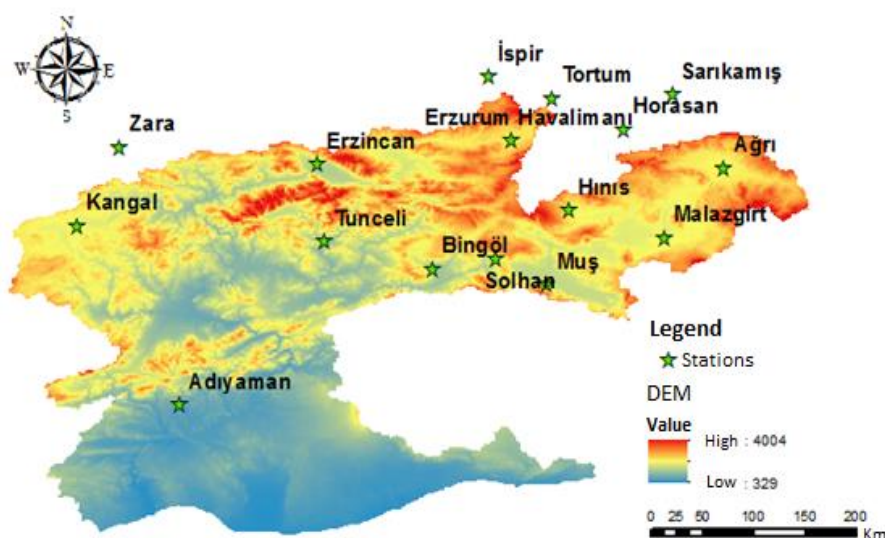 N
W E
S
İspir
Tortum
Sarıkamış
Zara
Erzurum Havalimanı
Horasan
Erzincan
Ağrı
Kangal
Hınıs
Tunceli
Malazgirt
Bingöl
Muş
Solhan
Adıyaman
Legend
Stations
DEM
Value
High : 4004
Low : 329
0 25 50 100 150 200
Km